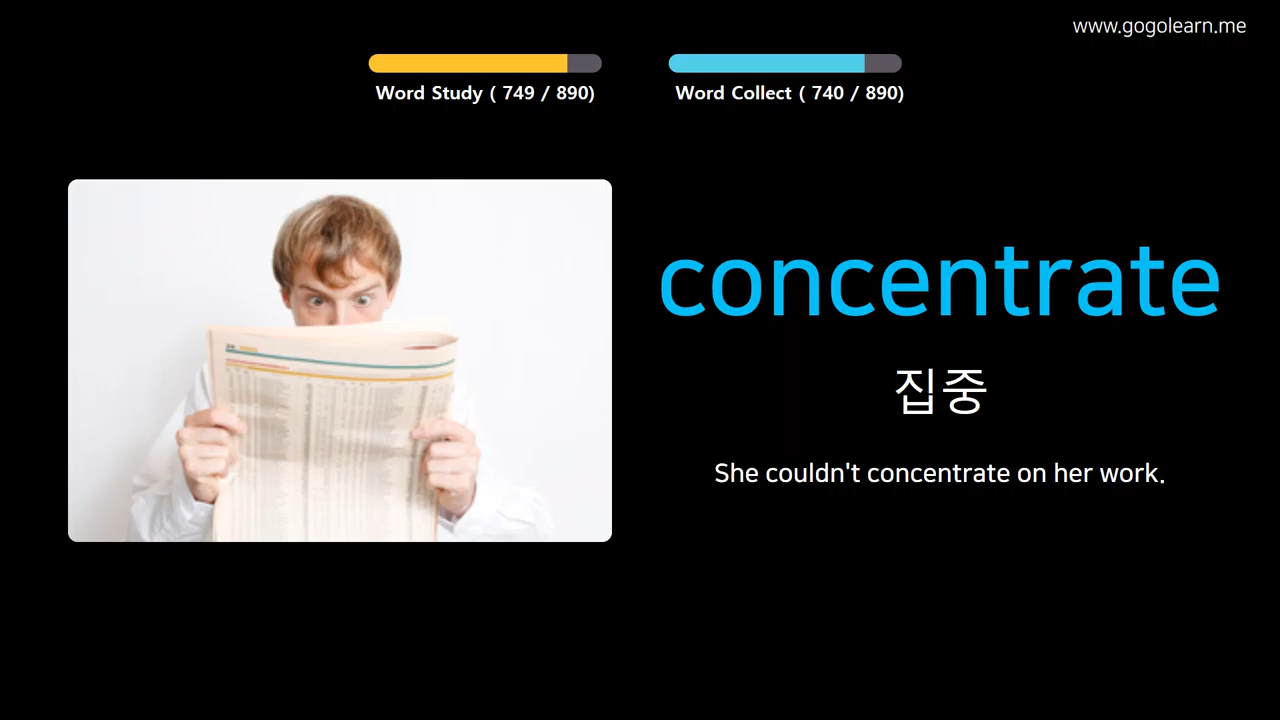 www.gogolearn.me
Word Study ( 749 / 890)
Word Collect ( 740 / 890)
concentrate
집중
She couldn't concentrate on her work.